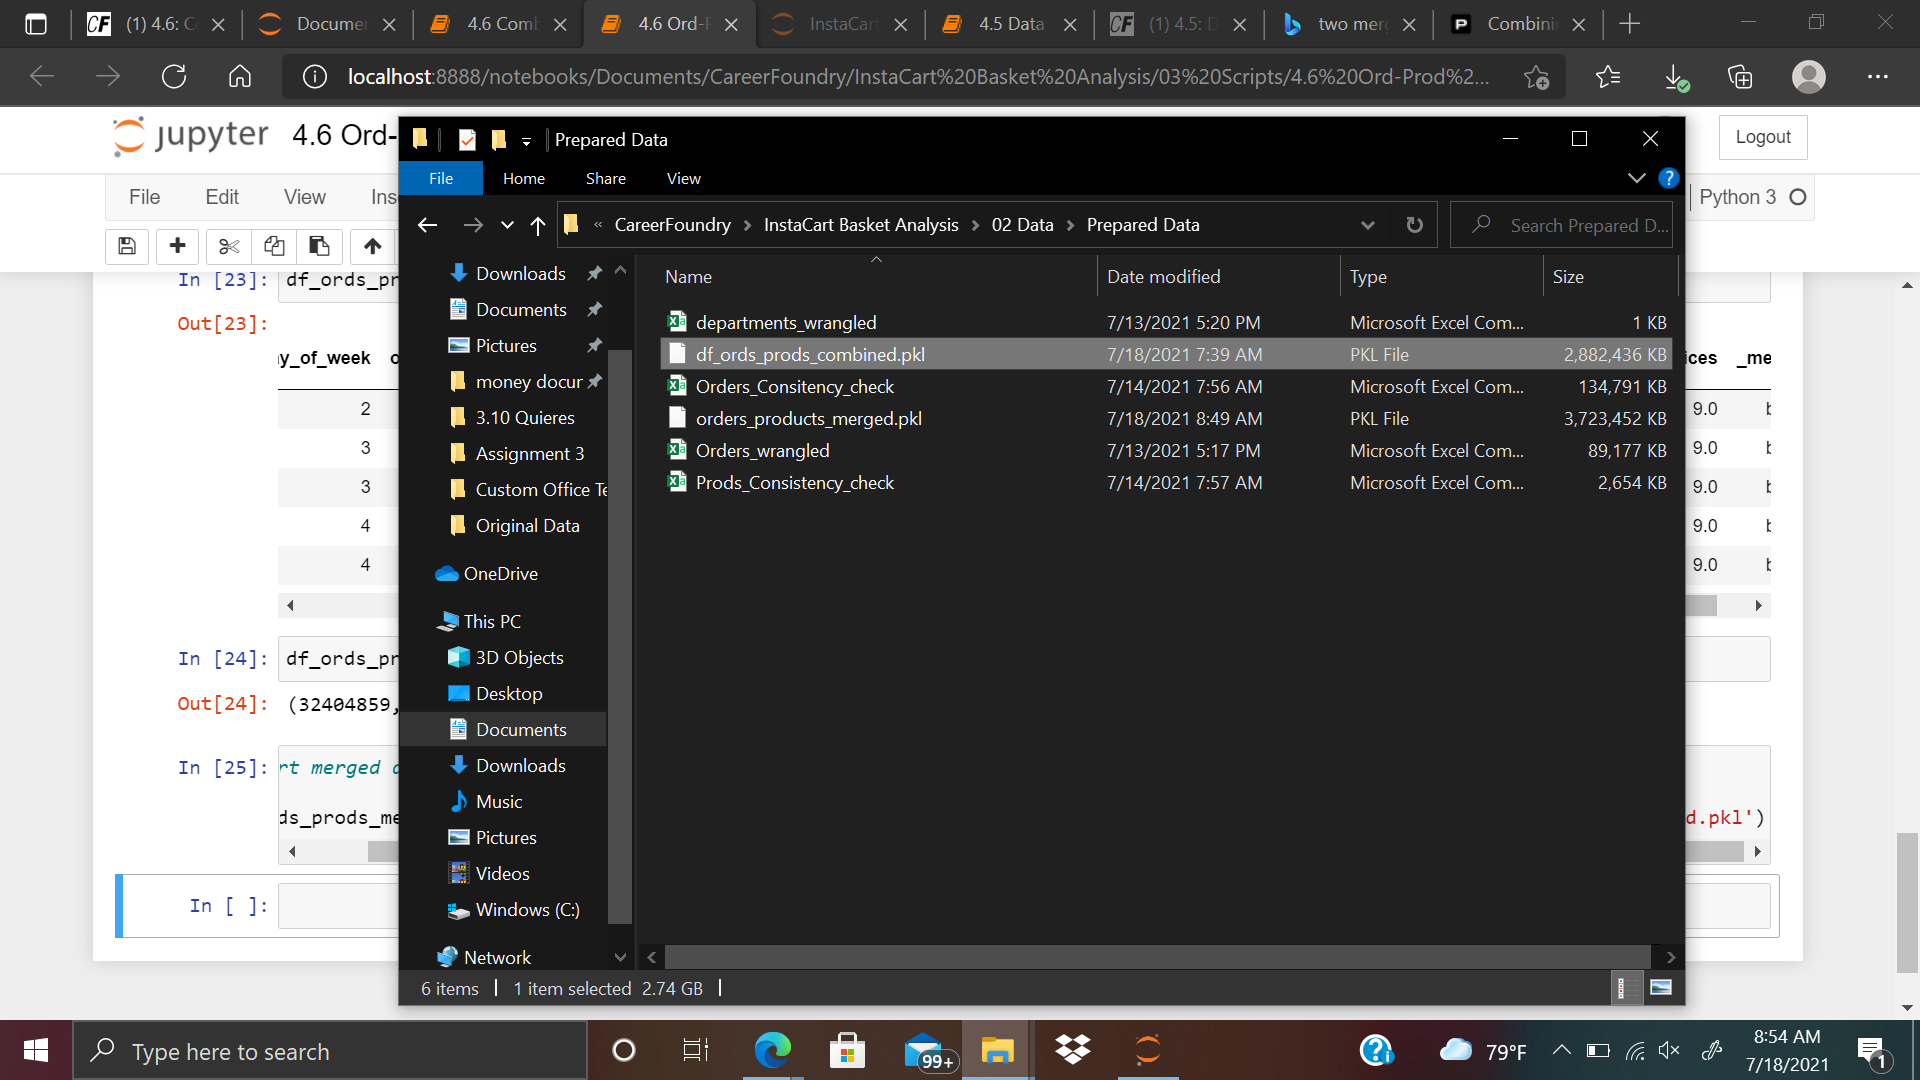 (1) 4.6: Co
Documen
4.6 Comb
4.6 Ord-P
InstaCart
4.5 Data
(1) 4.5: D
two merg
Combinin
localhost:8888/notebooks/Documents/CareerFoundry/InstaCart%20Basket%20Analysis/03%20Scripts/4.6%20Ord-Prod%2...
jupyter 4.6 Ord-
Logout
File Edit View Ins
Python 3
Prepared Data
File Home Share View
« CareerFoundry > InstaCart Basket Analysis > 02 Data > Prepared Data
Search Prepared D...
Name Date modified Type Size
departments_wrangled 7/13/2021 5:20 PM Microsoft Excel Com... 1 KB
df_ords_prods_combined.pkl 7/18/2021 7:39 AM PKL File 2,882,436 KB
Orders_Consitency_check 7/14/2021 7:56 AM Microsoft Excel Com... 134,791 KB
orders_products_merged.pkl 7/18/2021 8:49 AM PKL File 3,723,452 KB
Orders_wrangled 7/13/2021 5:17 PM Microsoft Excel Com... 89,177 KB
Prods_Consistency_check 7/14/2021 7:57 AM Microsoft Excel Com... 2,654 KB
Downloads
Documents
Pictures
money docur
3.10 Quieres
Assignment 3
Custom Office Te
Original Data
OneDrive
This PC
3D Objects
Desktop
Documents
Downloads
Music
Pictures
Videos
Windows (C:)
Network
6 items 1 item selected 2.74 GB
In [23]: df_ords_pr
Out[23]:
y_of_week o
ices _me
2 9.0 b
3 9.0 b
3 9.0 b
4 9.0 b
4 9.0 b
In [24]: df_ords_pr
Out[24]: (32404859,
In [25]: rt merged d
ds_prods_me
d.pkl')
In [ ]:
Type here to search
99+
79°F
8:54 AM
7/18/2021
1